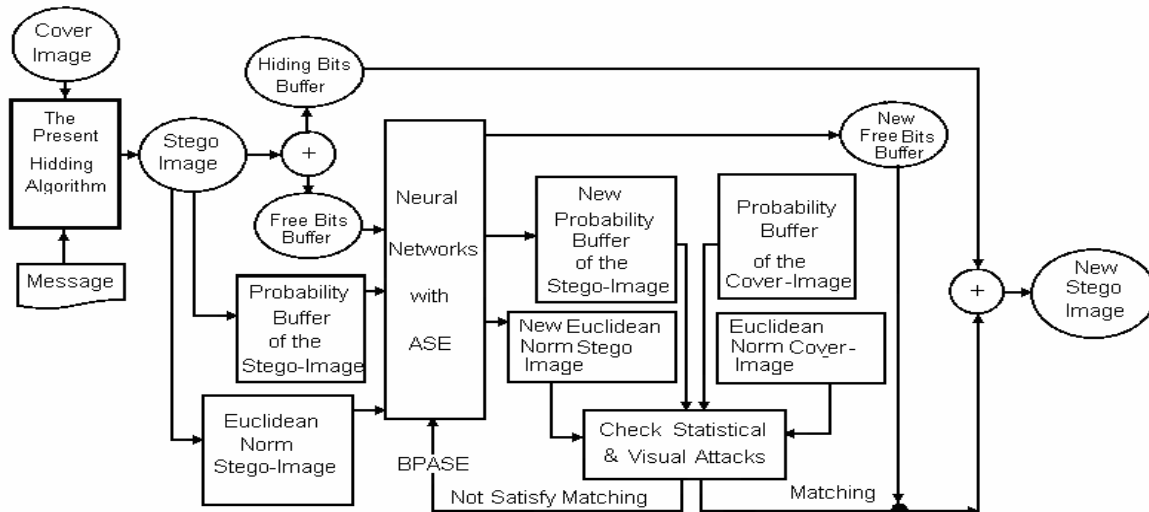 Cover
Image
The
Present
Hidding
Algorithm
Message
Stego
Image
Hiding Bits
Buffer
+
Free Bits
Buffer
Probability
Buffer
of the
Stego-Image
Euclidean
Norm
Stego-Image
Neural
Networks
with
ASE
New
Probability
Buffer
of the
Stego-Image
Probability
Buffer
of the
Cover-Image
New Euclidean
Norm Stego
Image
Euclidean
Norm Cover-
Image
Check Statistical
& Visual Attacks
BPASE
Not Satisfy Matching
Matching
New
Free Bits
Buffer
+
New
Stego
Image